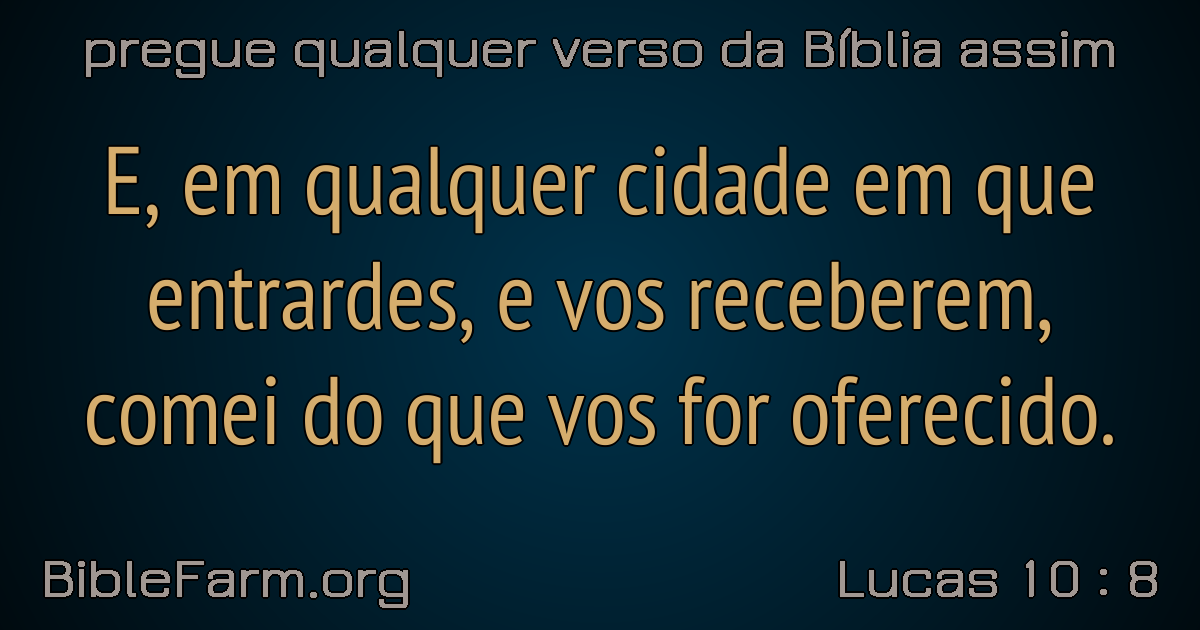 pregue qualquer verso da Bíblia assim
E, em qualquer cidade em que
entrardes, e vos receberem,
comei do que vos for oferecido.
BibleFarm.org
Lucas 10 : 8